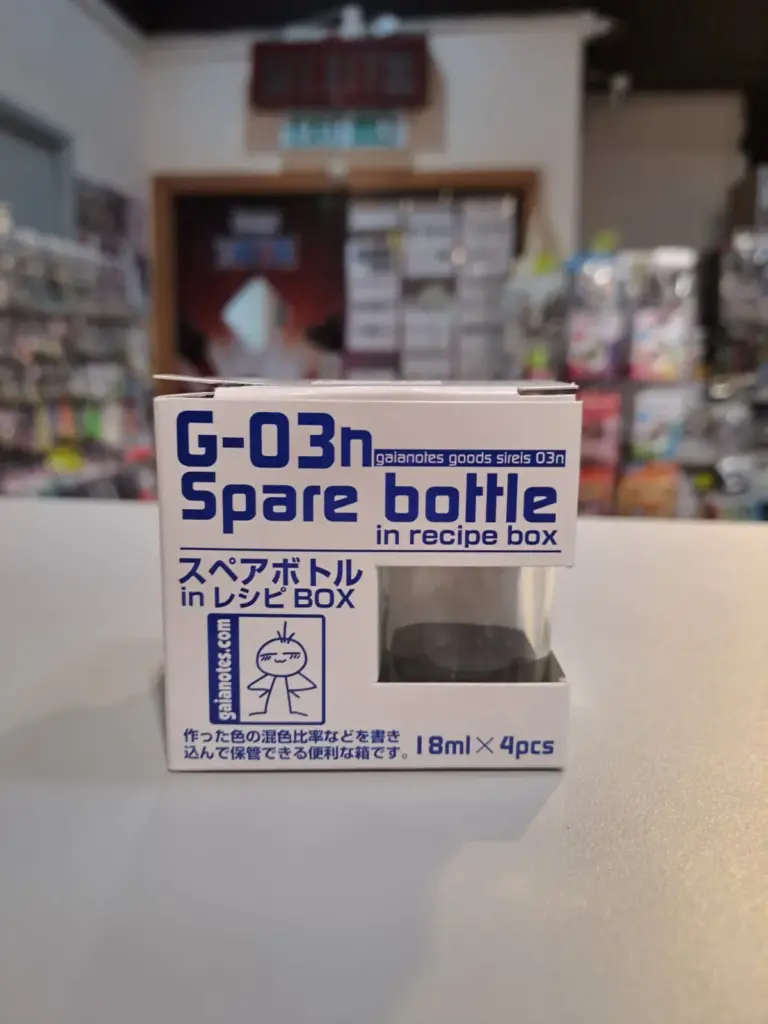 G-03n
gaianotes goods sireis 03n
Spare bottle
in recipe box
スペアボトル
in レシピ BOX
gaianotes.com
作った色の混色比率などを書き
込んで保管できる便利な箱です。
18ml×4pcs